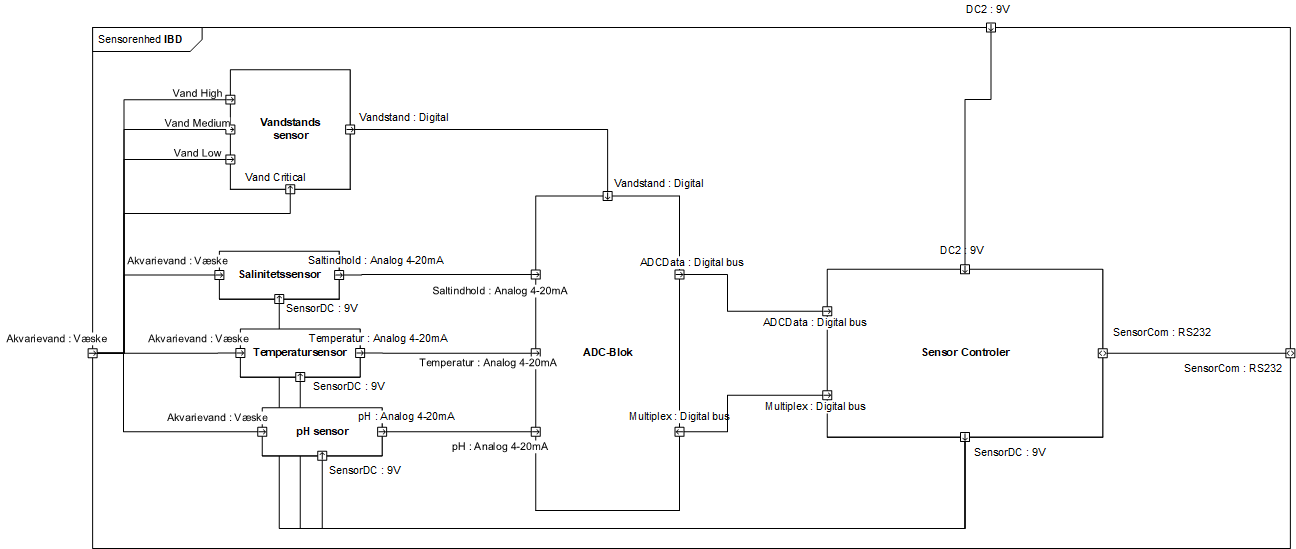 DC2 : 9V
Sensorenhed IBD
Vand High
Vand Medium
Vand Low
Vand Critical
Vandstands
sensor
Vandstand : Digital
Vandstand : Digital
DC2 : 9V
Akvarievand : Væske
Saltindhold : Analog 4-20mA
Salinitetssensor
SensorDC : 9V
Saltindhold : Analog 4-20mA
ADCData : Digital bus
ADCData : Digital bus
Akvarievand : Væske
Akvarievand : Væske
Temperatur : Analog 4-20mA
Temperatursensor
Temperatur : Analog 4-20mA
SensorDC : 9V
ADC-Blok
Sensor Controler
SensorCom : RS232
SensorCom : RS232
Akvarievand : Væske
pH : Analog 4-20mA
pH sensor
pH : Analog 4-20mA
SensorDC : 9V
Multiplex : Digital bus
Multiplex : Digital bus
SensorDC : 9V